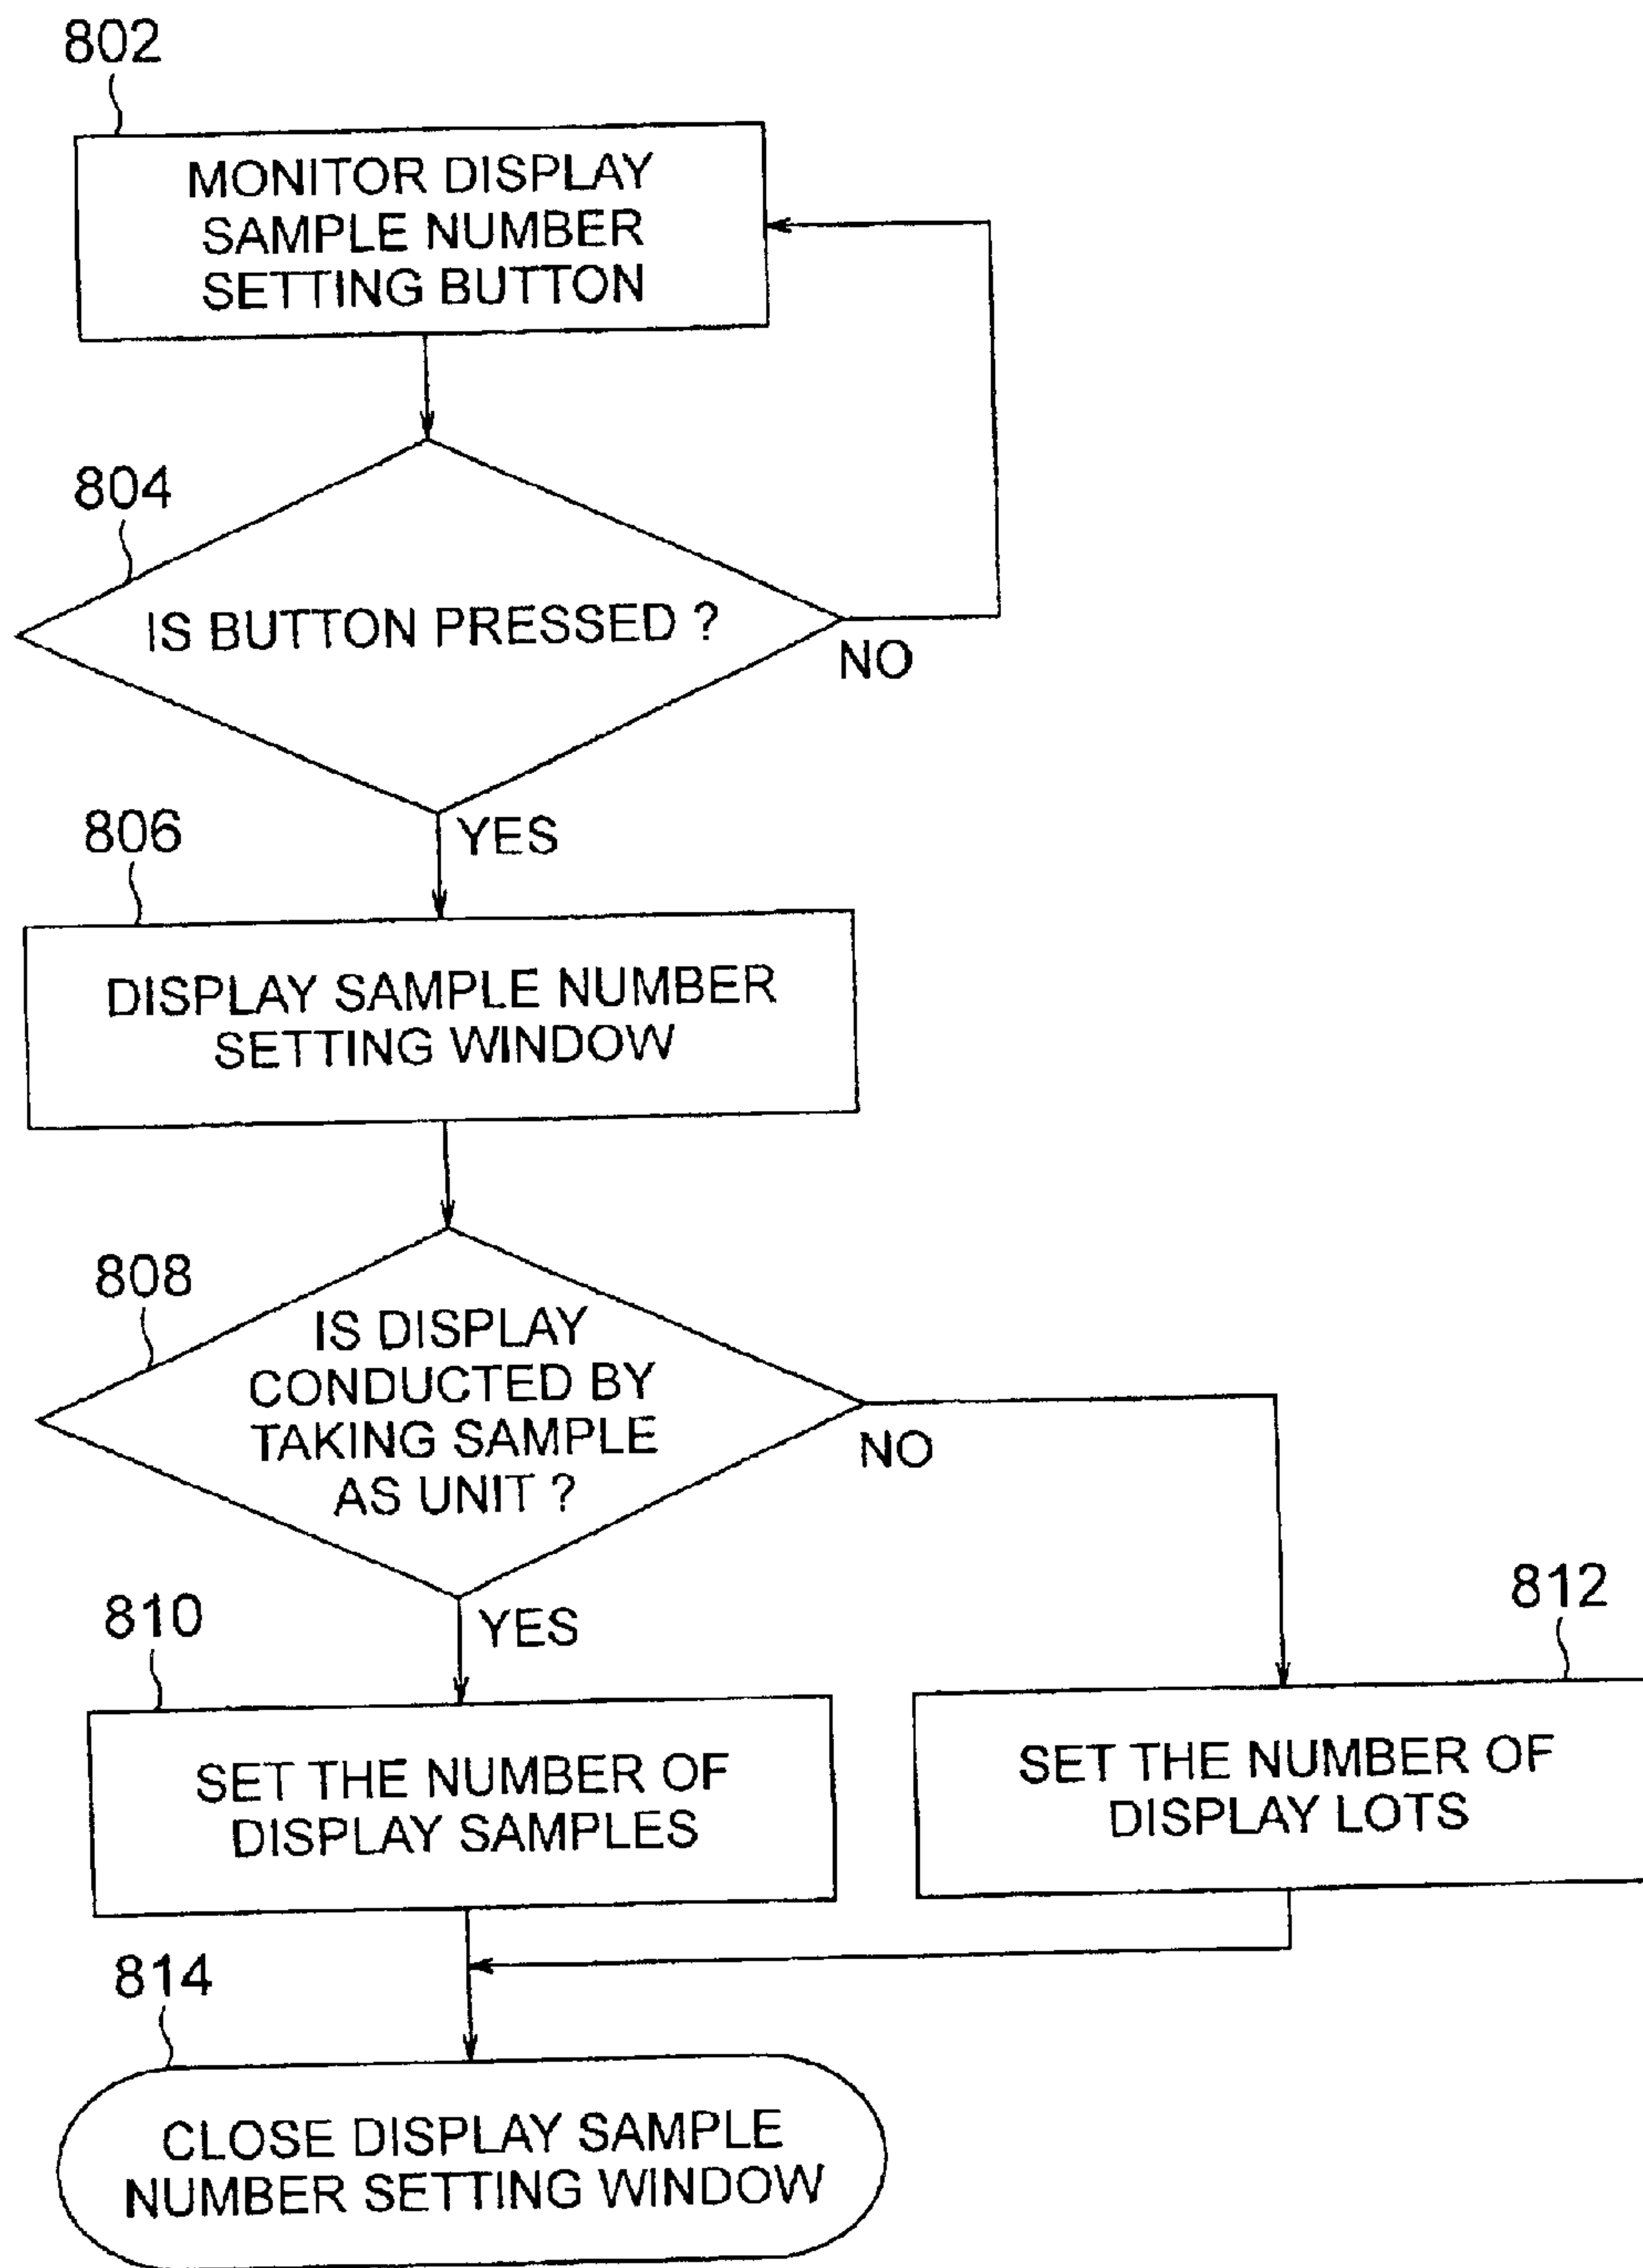 802
MONITOR DISPLAY
SAMPLE NUMBER
SETTING BUTTON
804
IS BUTTON PRESSED ?
NO
YES
806
DISPLAY SAMPLE NUMBER
SETTING WINDOW
808
IS DISPLAY
CONDUCTED BY
TAKING SAMPLE
AS UNIT ?
NO
YES
810
SET THE NUMBER OF
DISPLAY SAMPLES
812
SET THE NUMBER OF
DISPLAY LOTS
814
CLOSE DISPLAY SAMPLE
NUMBER SETTING WINDOW